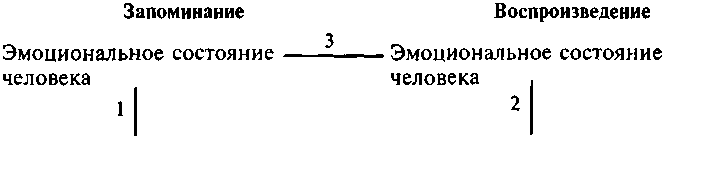 Запоминание Воспроизведение
3
Эмоциональное состояние Эмоциональное состояние
человека человека
1 2